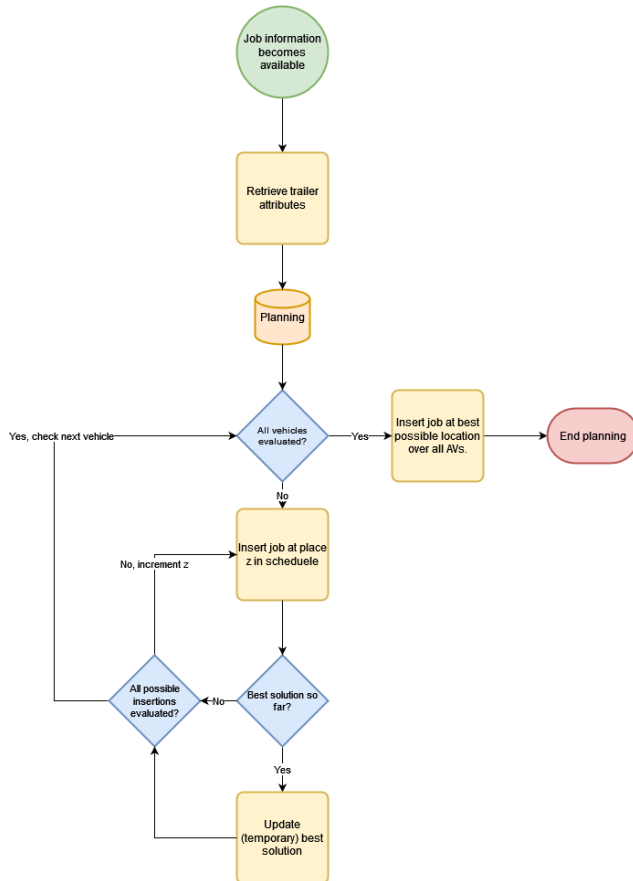 Job information
becomes
available
Retrieve trailer
attributes
Planning
All vehicles
evaluated?
Yes
Insert job at best
possible location
over all AVs.
End planning
Yes, check next vehicle
No
Insert job at place
z in scheduele
No, increment z
All possible
insertions
evaluated?
No
Best solution so
far?
Yes
Update
(temporary) best
solution